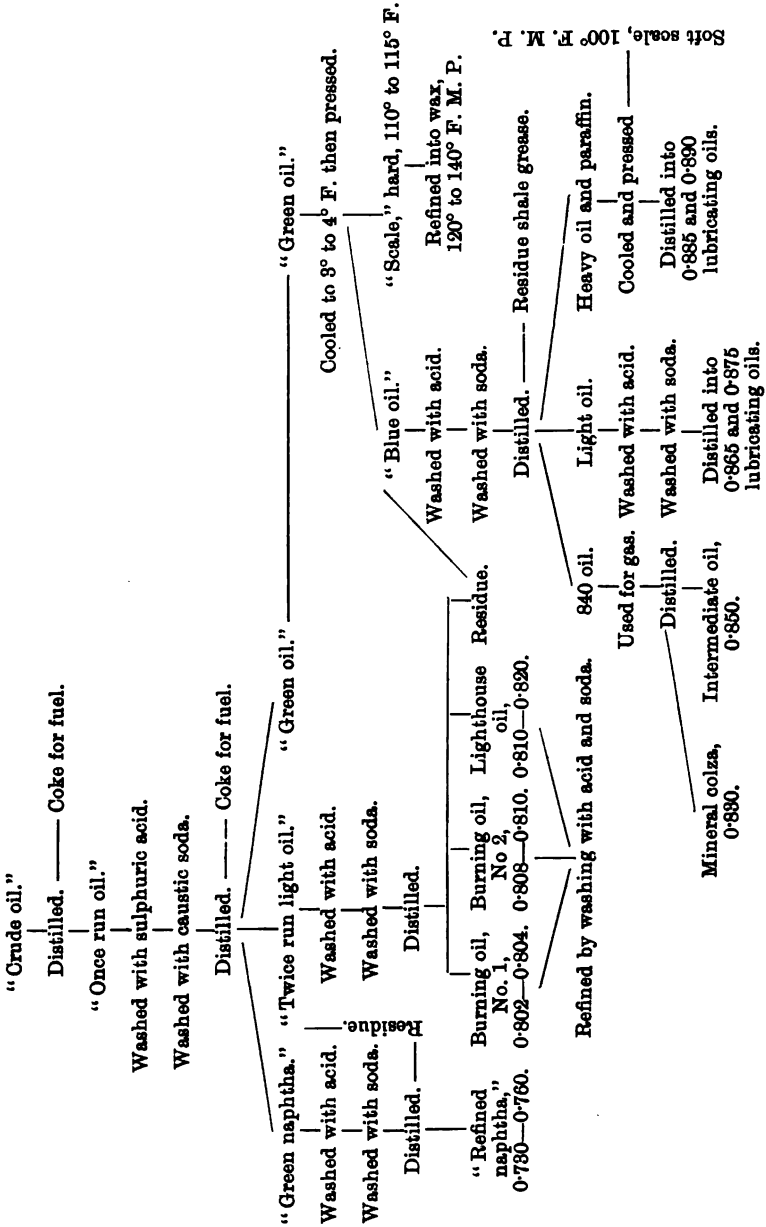 "Crude oil."
Distilled. —— Coke for fuel.
"Once run oil."
Washed with sulphuric acid.
Washed with caustic soda.
Distilled. —— Coke for fuel.
"Green naphtha."
Washed with acid.
Washed with soda.
Distilled. ——
Residue.
"Refined
naphtha,"
0·730—0·760.
"Twice run light oil."
Washed with acid.
Washed with soda.
Distilled.
Burning oil,
No. 1,
0·802—0·804.
Burning oil,
No 2,
0·808—0·810.
Lighthouse
oil,
0·810—0·820.
Residue.
Refined by washing with acid and soda.
"Green oil."
"Green oil."
Cooled to 3° to 4° F. then pressed.
"Scale," hard, 110° to 115° F.
Refined into wax,
120° to 140° F. M. P.
"Blue oil."
Washed with acid.
Washed with soda.
Distilled. —— Residue shale grease.
840 oil.
Used for gas.
Distilled.
Mineral colza,
0·830.
Intermediate oil,
0·850.
Light oil.
Washed with acid.
Washed with soda.
Distilled into
0·865 and 0·875
lubricating oils.
Heavy oil and paraffin.
Cooled and pressed ——
Soft scale, 100° F. M. P.
Distilled into
0·885 and 0·890
lubricating oils.